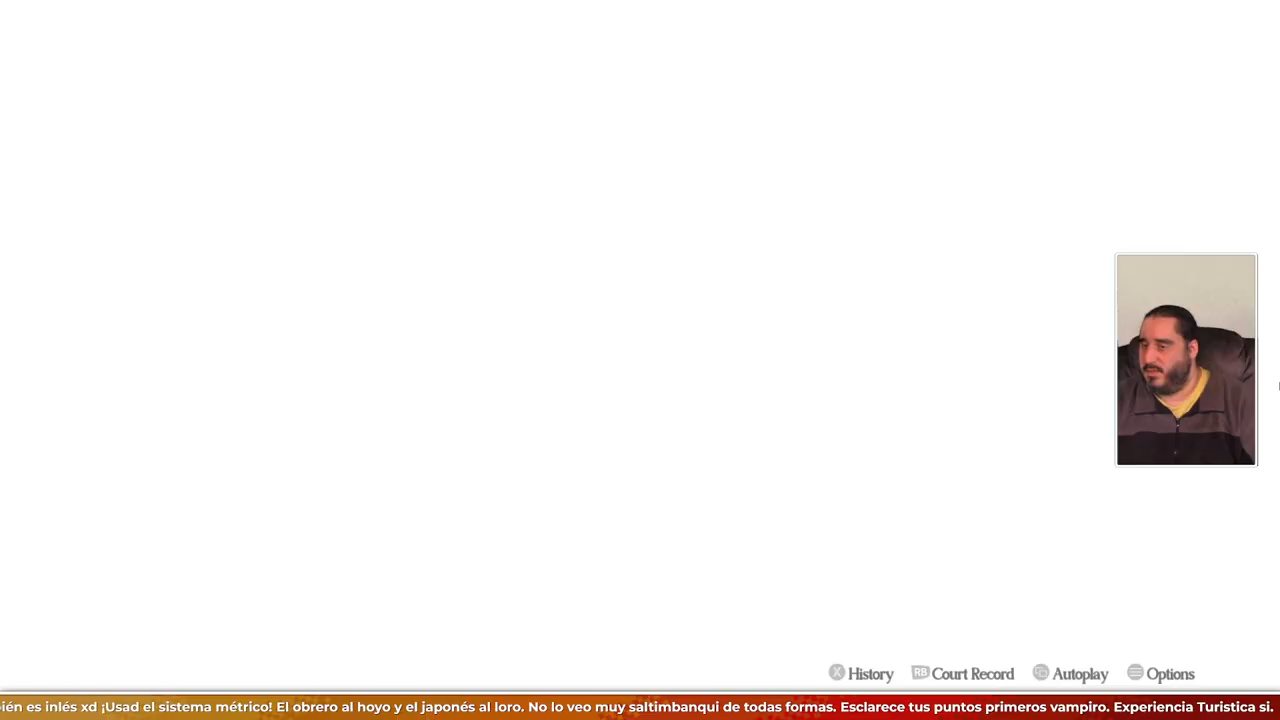 X History RB Court Record Autoplay Options
ién es inlés xd ¡Usad el sistema métrico! El obrero al hoyo y el japonés al loro. No lo veo muy saltimbanqui de todas formas. Esclarece tus puntos primeros vampiro. Experiencia Turistica si.